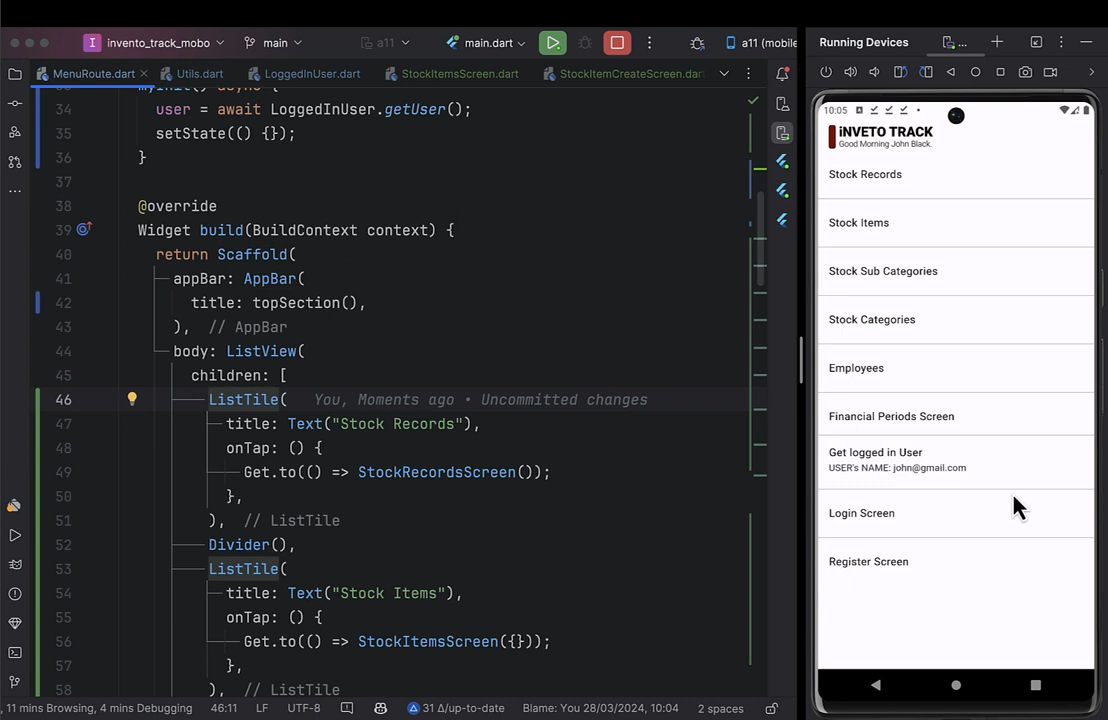 invento_track_mobo
main
a11
main.dart
a11 (mobile
Running Devices
...
MenuRoute.dart
Utils.dart
LoggedInUser.dart
StockItemsScreen.dart
StockItemCreateScreen.dart
34 user = await LoggedInUser.getUser();
35 setState(() {});
36 }
37
38 @override
39 Widget build(BuildContext context) {
40 return Scaffold(
41 appBar: AppBar(
42 title: topSection(),
43 ), // AppBar
44 body: ListView(
45 children: [
46 ListTile( You, Moments ago • Uncommitted changes
47 title: Text("Stock Records"),
48 onTap: () {
49 Get.to(() => StockRecordsScreen());
50 },
51 ), // ListTile
52 Divider(),
53 ListTile(
54 title: Text("Stock Items"),
55 onTap: () {
56 Get.to(() => StockItemsScreen({}));
57 },
58 ), // ListTile
10:05
iNVETO TRACK
Good Morning John Black.
Stock Records
Stock Items
Stock Sub Categories
Stock Categories
Employees
Financial Periods Screen
Get logged in User
USER's NAME: john@gmail.com
Login Screen
Register Screen
, 11 mins Browsing, 4 mins Debugging
46:11
LF
UTF-8
31 Δ/up-to-date
Blame: You 28/03/2024, 10:04
2 spaces